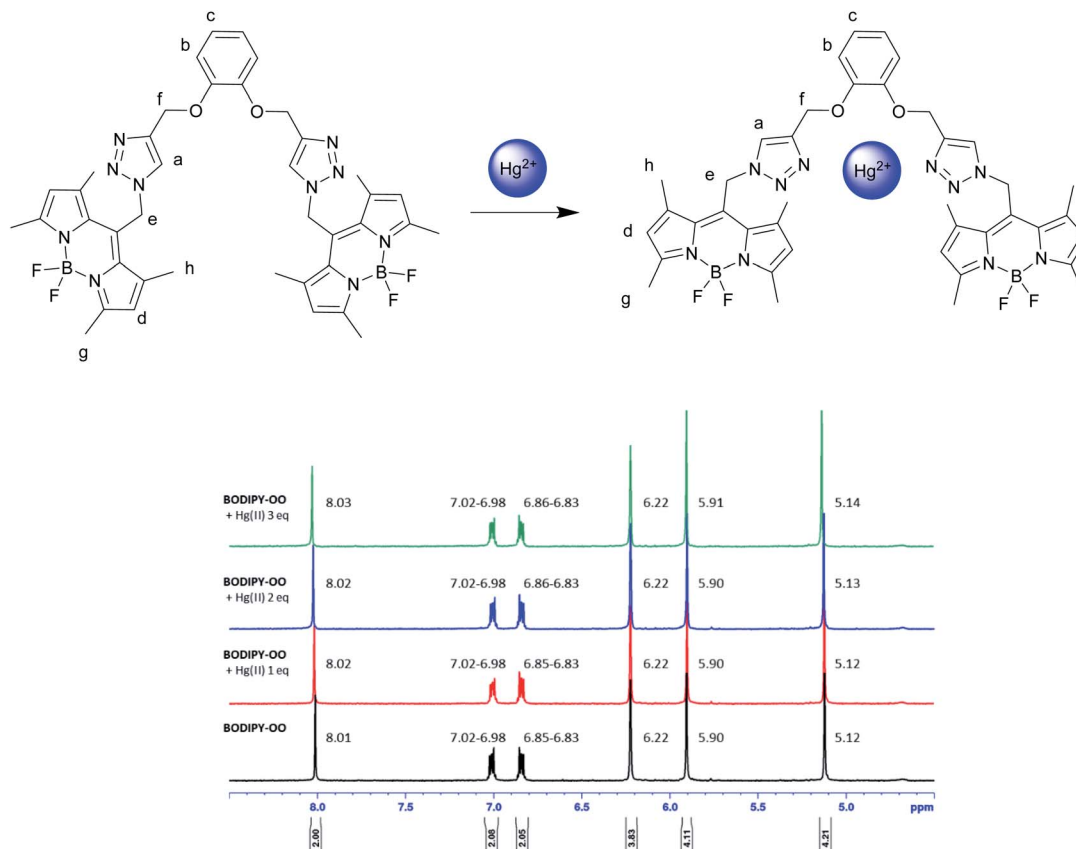 c
b
f
O
O
N
N
N
a
N
N
N
e
N
N
B
F
F
h
d
g
N
N
B
F
F
Hg2+
c
b
f
O
O
a
N
N
N
e
h
d
g
N
N
B
F
F
Hg2+
N
N
N
N
N
B
F
F
BODIPY-OO
+ Hg(II) 3 eq
8.03 7.02-6.98 6.86-6.83 6.22 5.91 5.14
BODIPY-OO
+ Hg(II) 2 eq
8.02 7.02-6.98 6.86-6.83 6.22 5.90 5.13
BODIPY-OO
+ Hg(II) 1 eq
8.02 7.02-6.98 6.85-6.83 6.22 5.90 5.12
BODIPY-OO
8.01 7.02-6.98 6.85-6.83 6.22 5.90 5.12
8.0 7.5 7.0 6.5 6.0 5.5 5.0 ppm
2.00 2.08 2.05 3.83 4.11 4.21